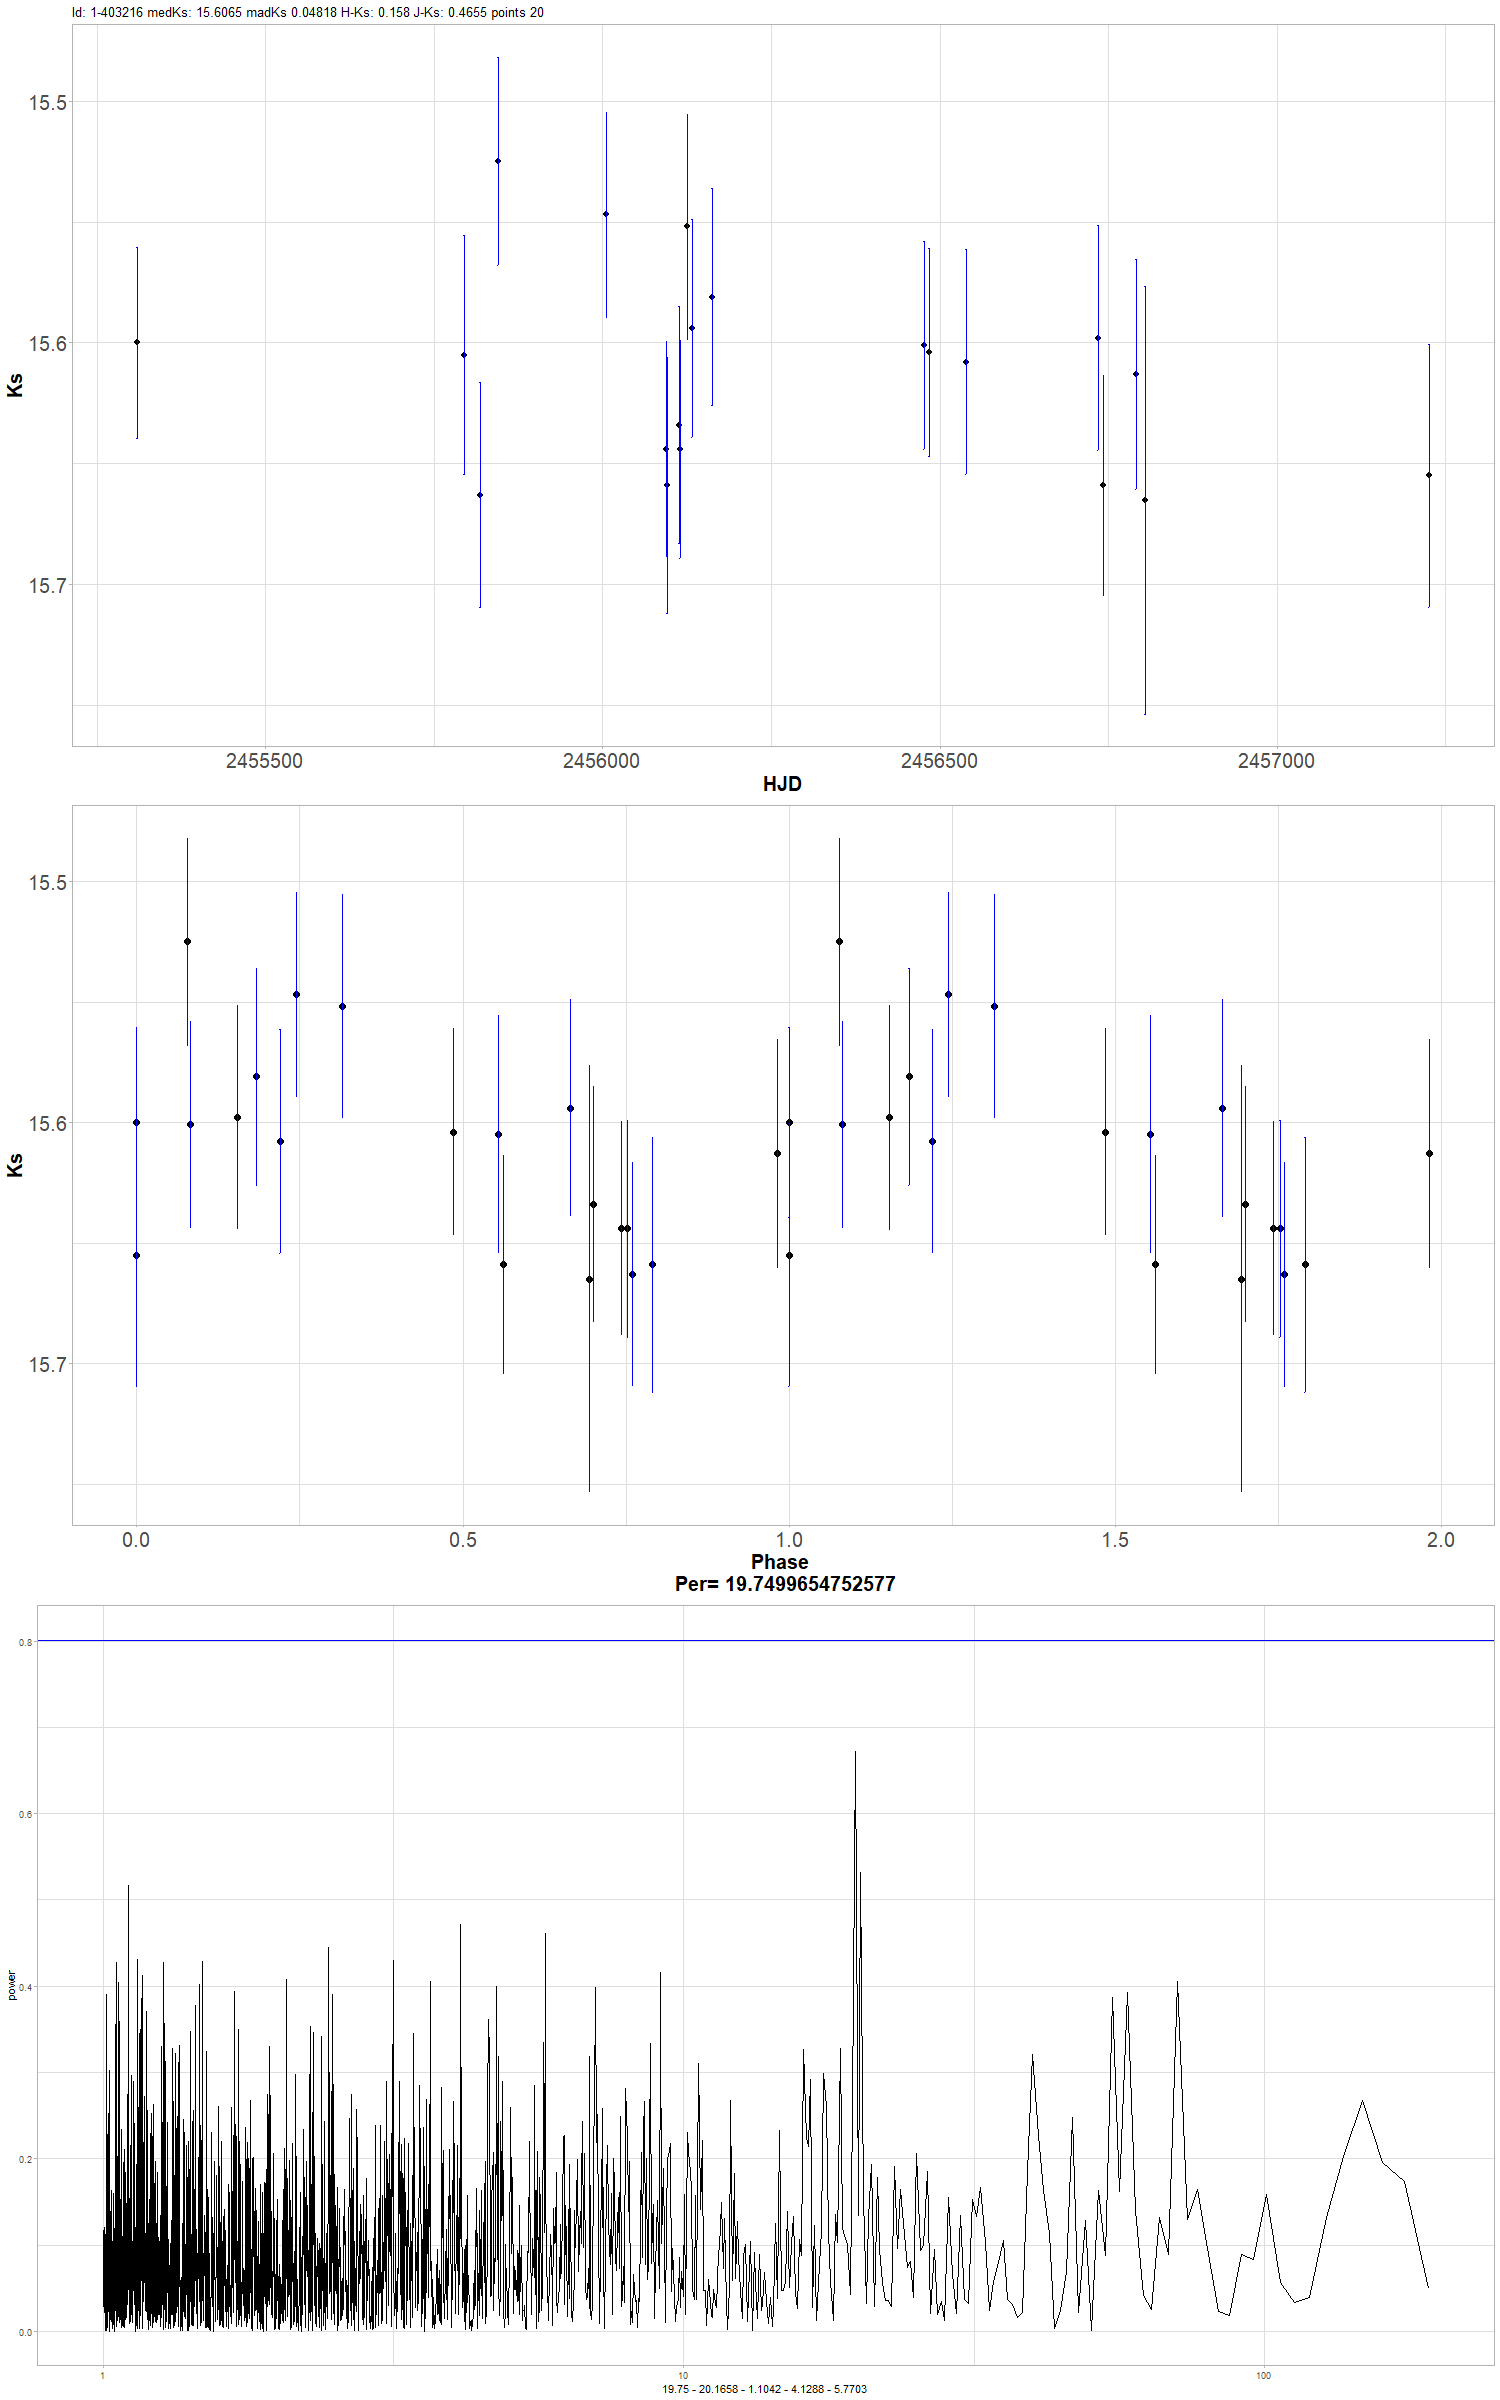 Id: 1-403216 medKs: 15.6065 madKs 0.04818 H-Ks: 0.158 J-Ks: 0.4655 points 20
15.5
15.6
15.7
Ks
2455500 2456000 2456500 2457000
HJD
15.5
15.6
15.7
Ks
0.0 0.5 1.0 1.5 2.0
Phase
Per= 19.7499654752577
0.8
0.6
0.4
0.2
0.0
power
1 10 100
19.75 - 20.1658 - 1.1042 - 4.1288 - 5.7703